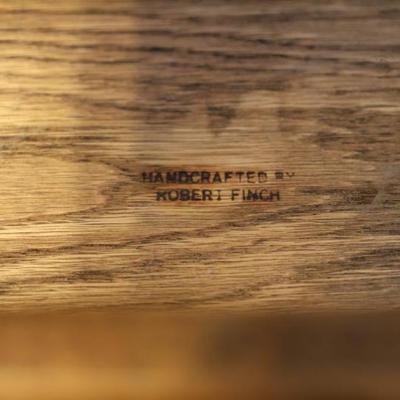 HANDCRAFTED BY
ROBERT FINCH